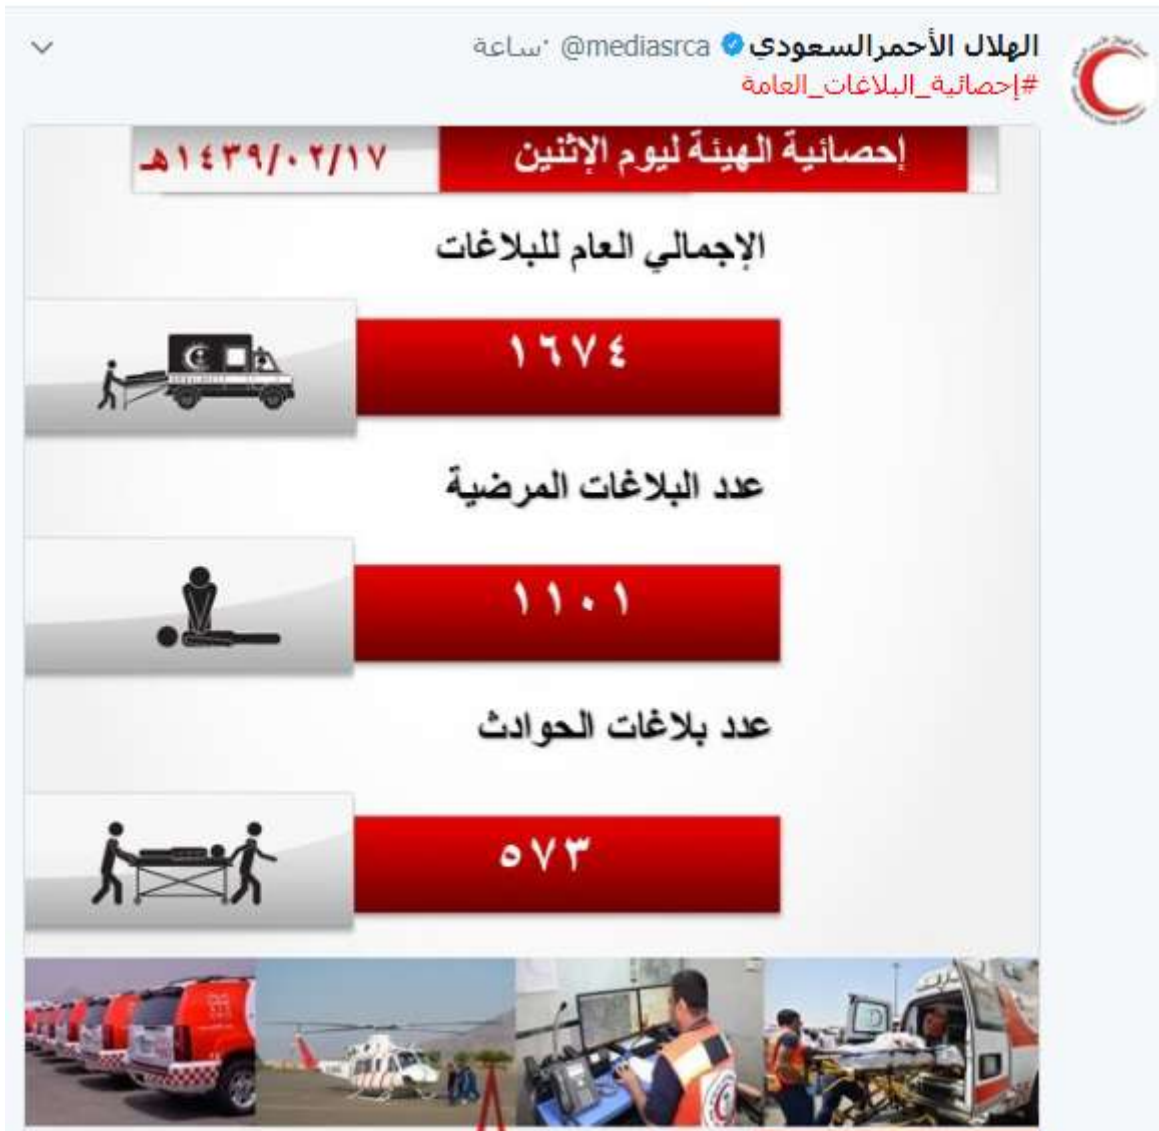 الهلال الأحمرالسعودي @mediasrca · ساعة
#إحصائية_البلاغات_العامة
إحصائية الهيئة ليوم الإثنين
١٤٣٩/٠٢/١٧هـ
الإجمالي العام للبلاغات
١٦٧٤
عدد البلاغات المرضية
١١٠١
عدد بلاغات الحوادث
٥٧٣